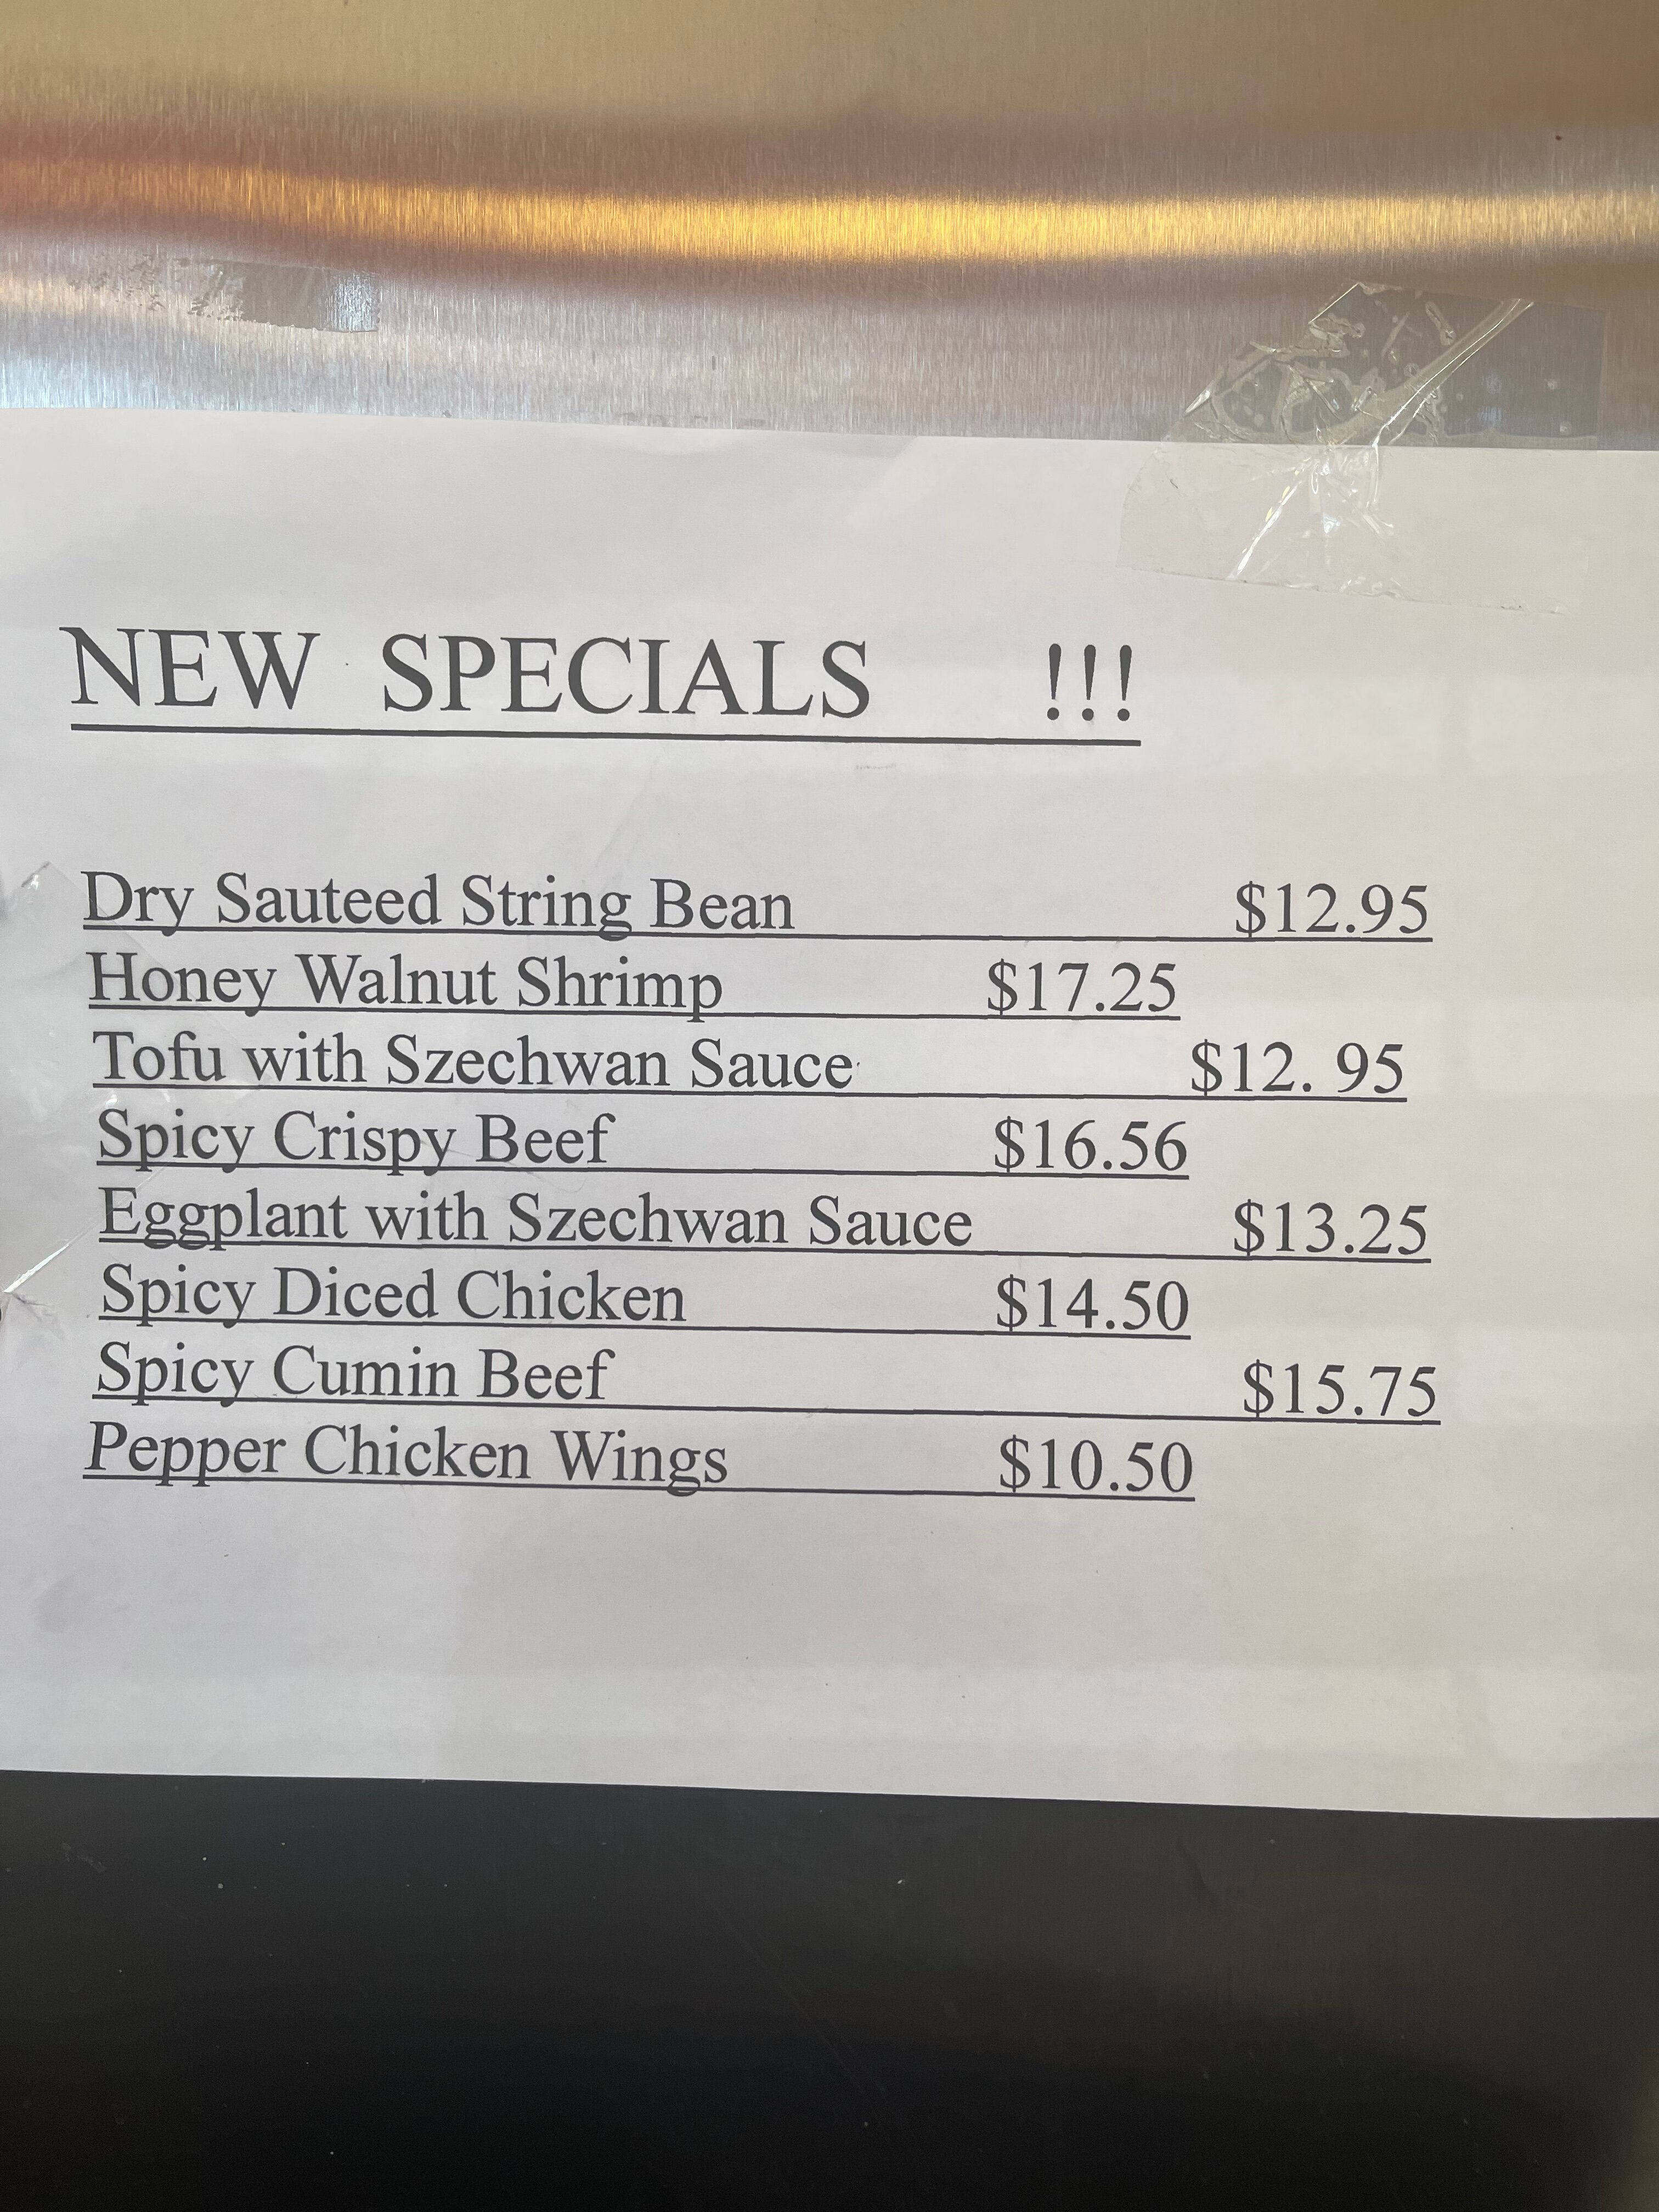 NEW SPECIALS !!!
Dry Sauteed String Bean $12.95
Honey Walnut Shrimp $17.25
Tofu with Szechwan Sauce $12. 95
Spicy Crispy Beef $16.56
Eggplant with Szechwan Sauce $13.25
Spicy Diced Chicken $14.50
Spicy Cumin Beef $15.75
Pepper Chicken Wings $10.50